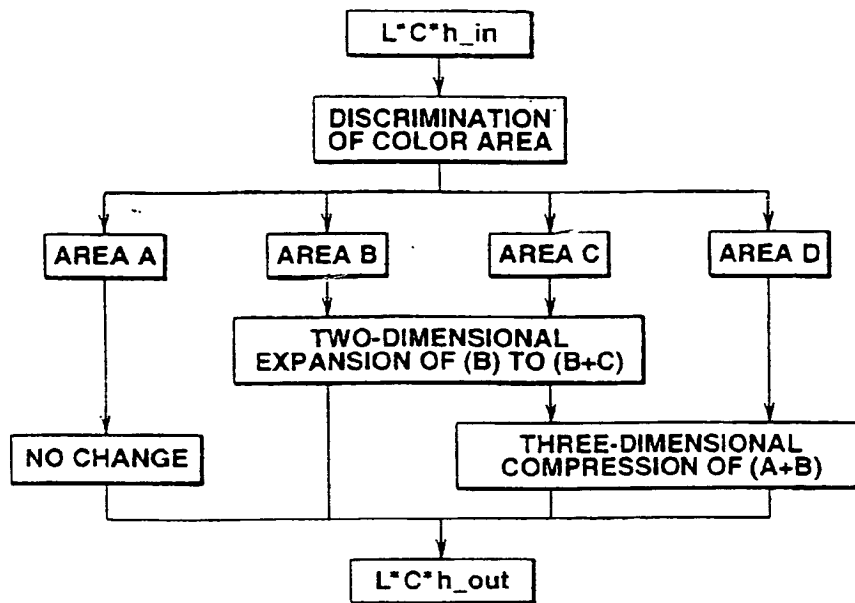 L*C*h_in
DISCRIMINATION
OF COLOR AREA
AREA A
AREA B
AREA C
AREA D
TWO-DIMENSIONAL
EXPANSION OF (B) TO (B+C)
NO CHANGE
THREE-DIMENSIONAL
COMPRESSION OF (A+B)
L*C*h_out